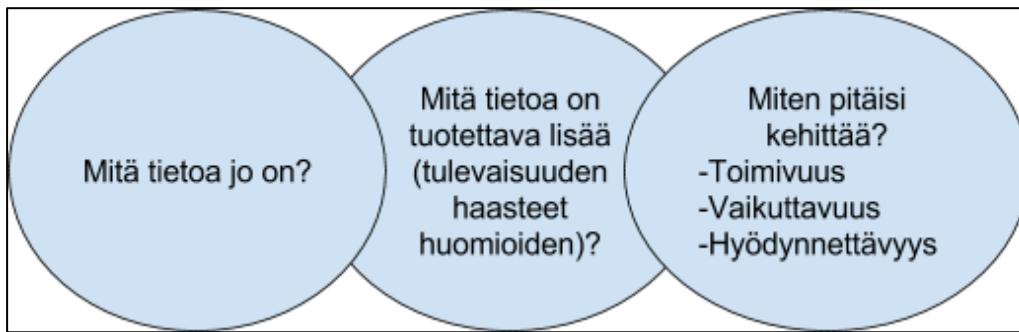 Mitä tietoa jo on?
Mitä tietoa on
tuotettava lisää
(tulevaisuuden
haasteet
huomioiden)?
Miten pitäisi
kehittää?
-Toimivuus
-Vaikuttavuus
-Hyödynnettävyys